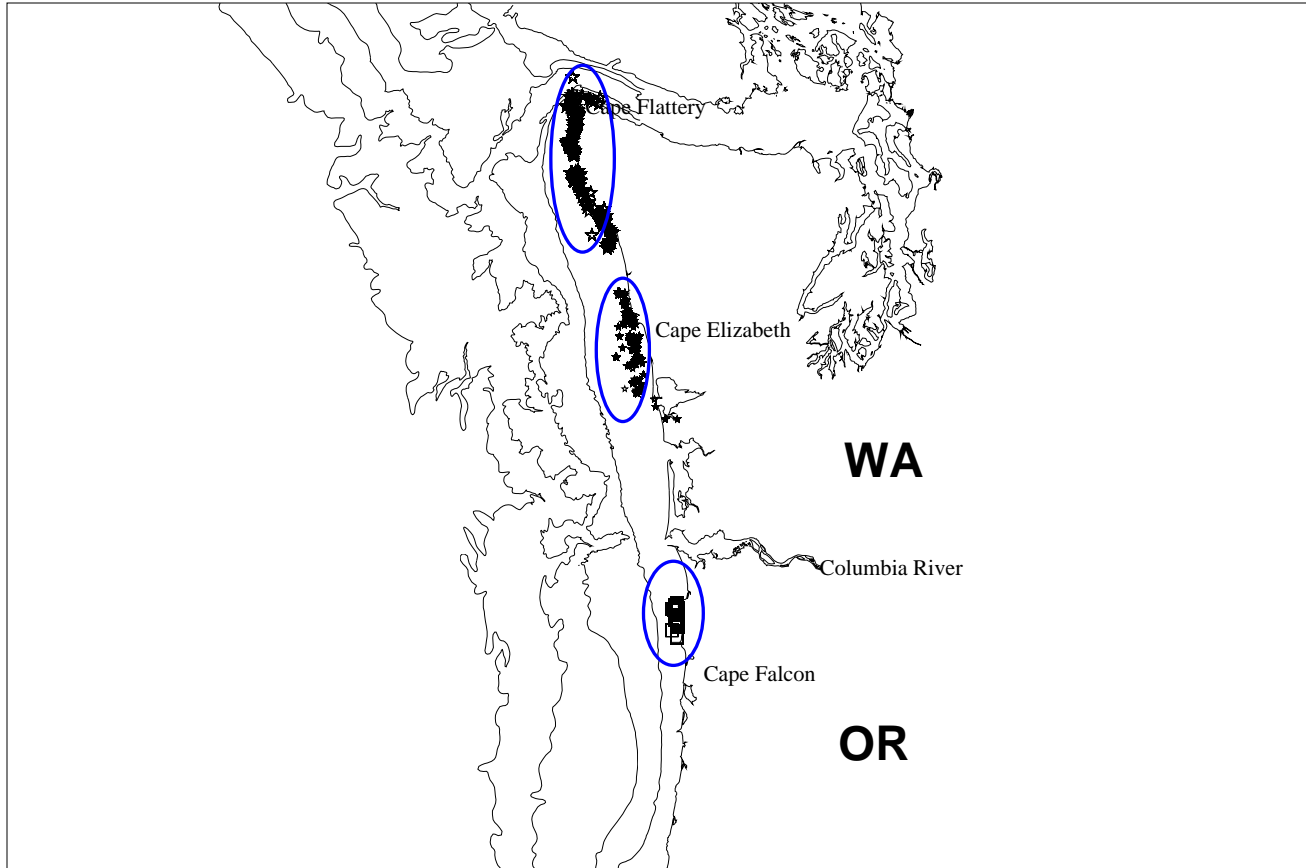 Cape Flattery
Cape Elizabeth
WA
Columbia River
Cape Falcon
OR